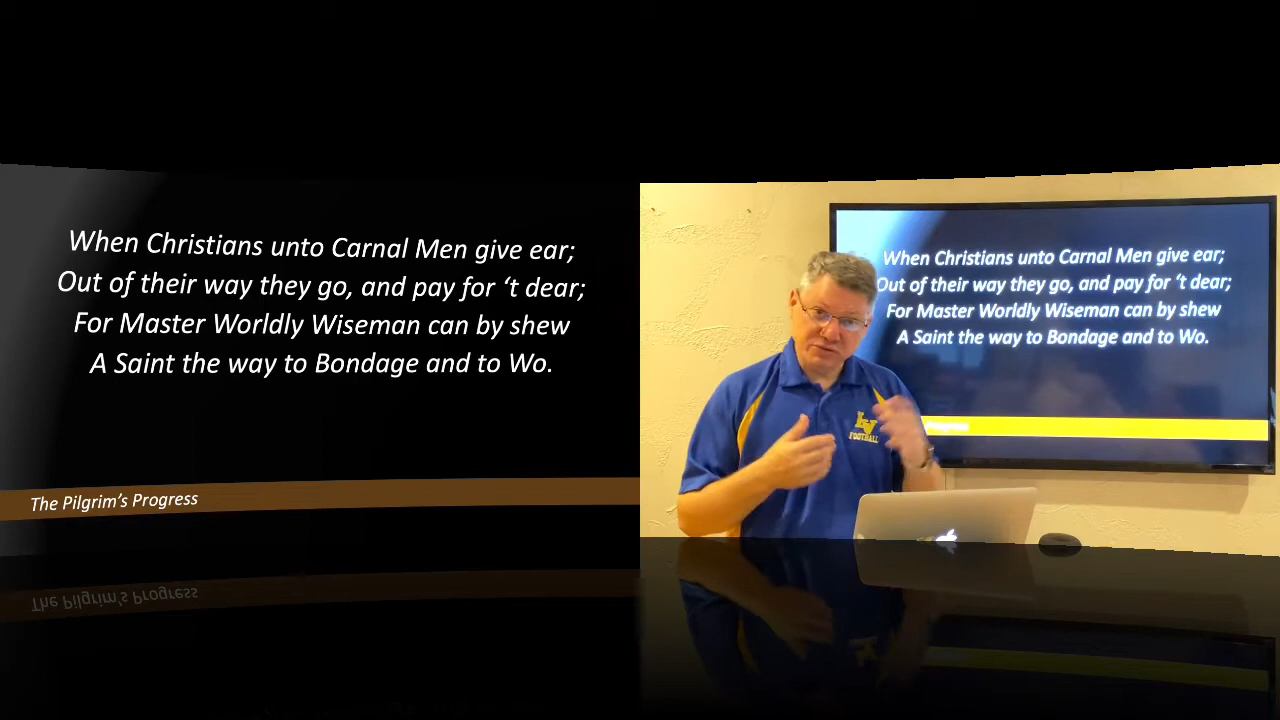 When Christians unto Carnal Men give ear;
Out of their way they go, and pay for ‘t dear;
For Master Worldly Wiseman can by shew
A Saint the way to Bondage and to Wo.
The Pilgrim’s Progress
When Christians unto Carnal Men give ear;
Out of their way they go, and pay for ‘t dear;
For Master Worldly Wiseman can by shew
A Saint the way to Bondage and to Wo.
Progress
LV
FOOTBALL